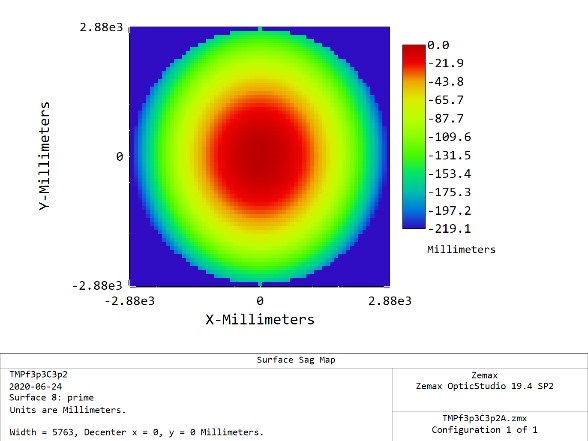 2.88e3
0
-2.88e3
Y-Millimeters
-2.88e3
0
2.88e3
X-Millimeters
0.0
-21.9
-43.8
-65.7
-87.7
-109.6
-131.5
-153.4
-175.3
-197.2
-219.1
Millimeters
Surface Sag Map
TMPf3p3C3p2
2020-06-24
Surface 8: prime
Units are Millimeters.
Width = 5763, Decenter x = 0, y = 0 Millimeters.
Zemax
Zemax OpticStudio 19.4 SP2
TMPf3p3C3p2A.zmx
Configuration 1 of 1